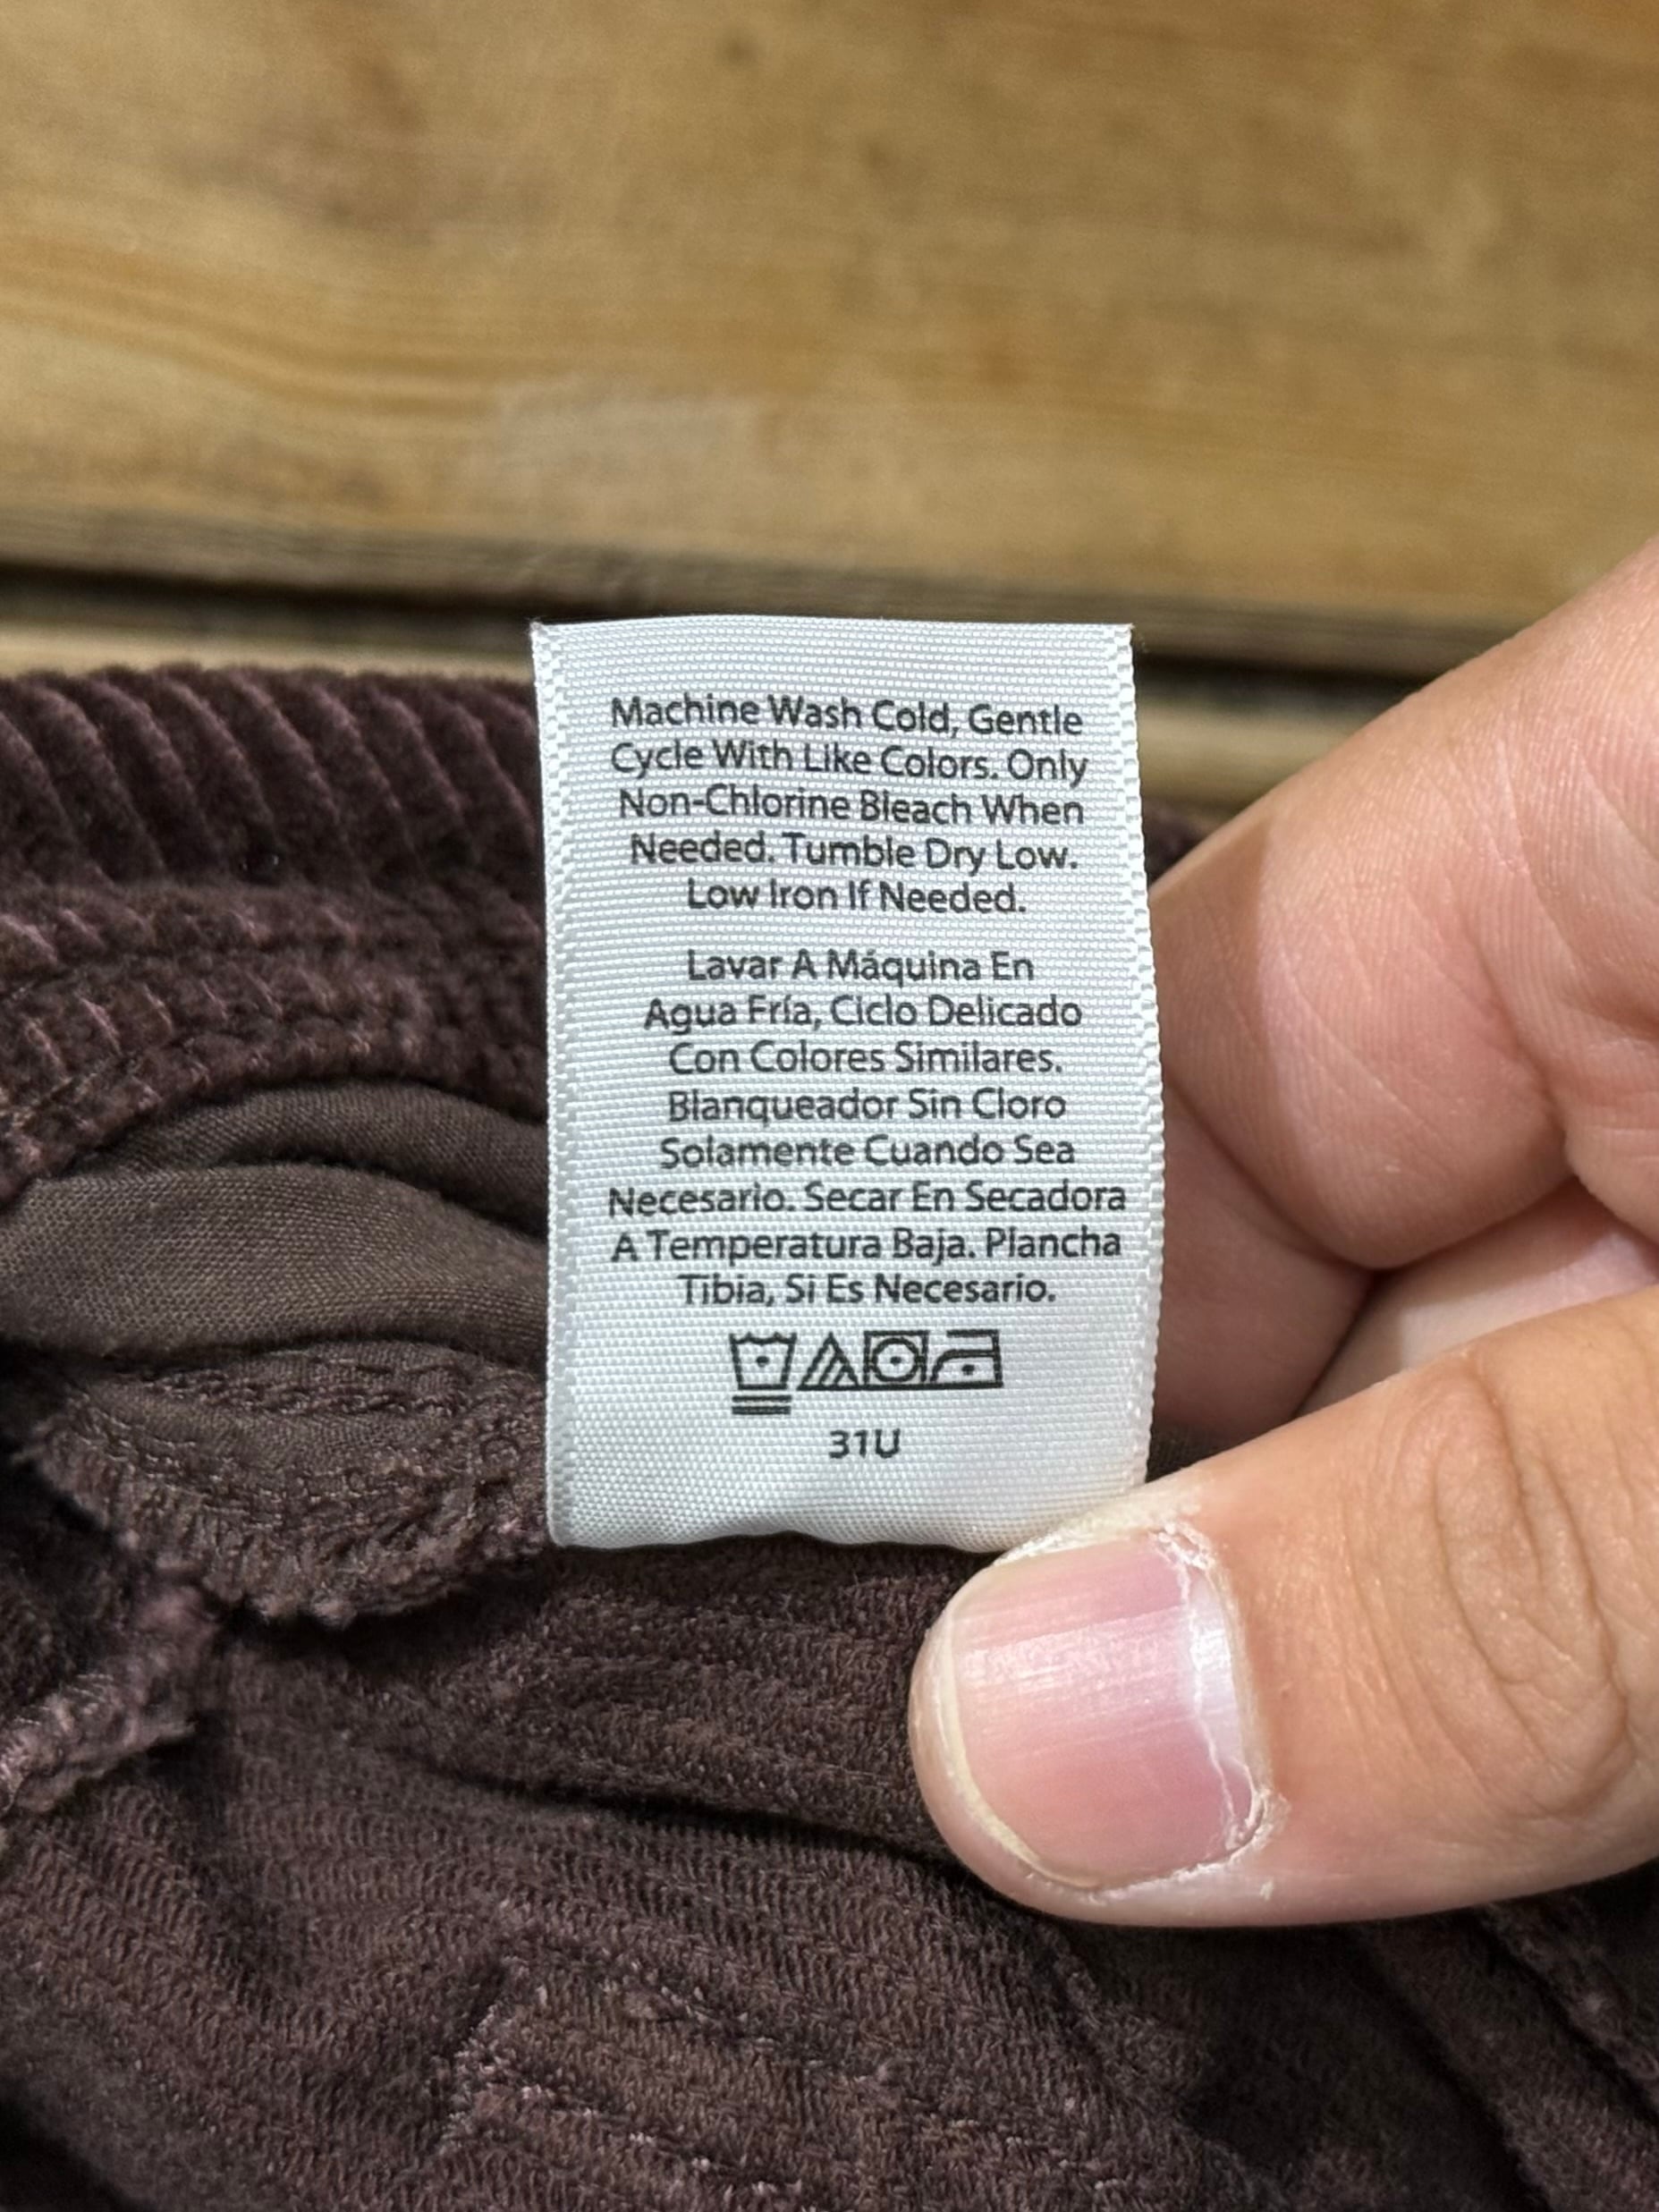 Machine Wash Cold, Gentle
Cycle With Like Colors. Only
Non-Chlorine Bleach When
Needed. Tumble Dry Low.
Low Iron If Needed.
Lavar A Máquina En
Agua Fría, Ciclo Delicado
Con Colores Similares.
Blanqueador Sin Cloro
Solamente Cuando Sea
Necesario. Secar En Secadora
A Temperatura Baja. Plancha
Tibia, Si Es Necesario.
31U